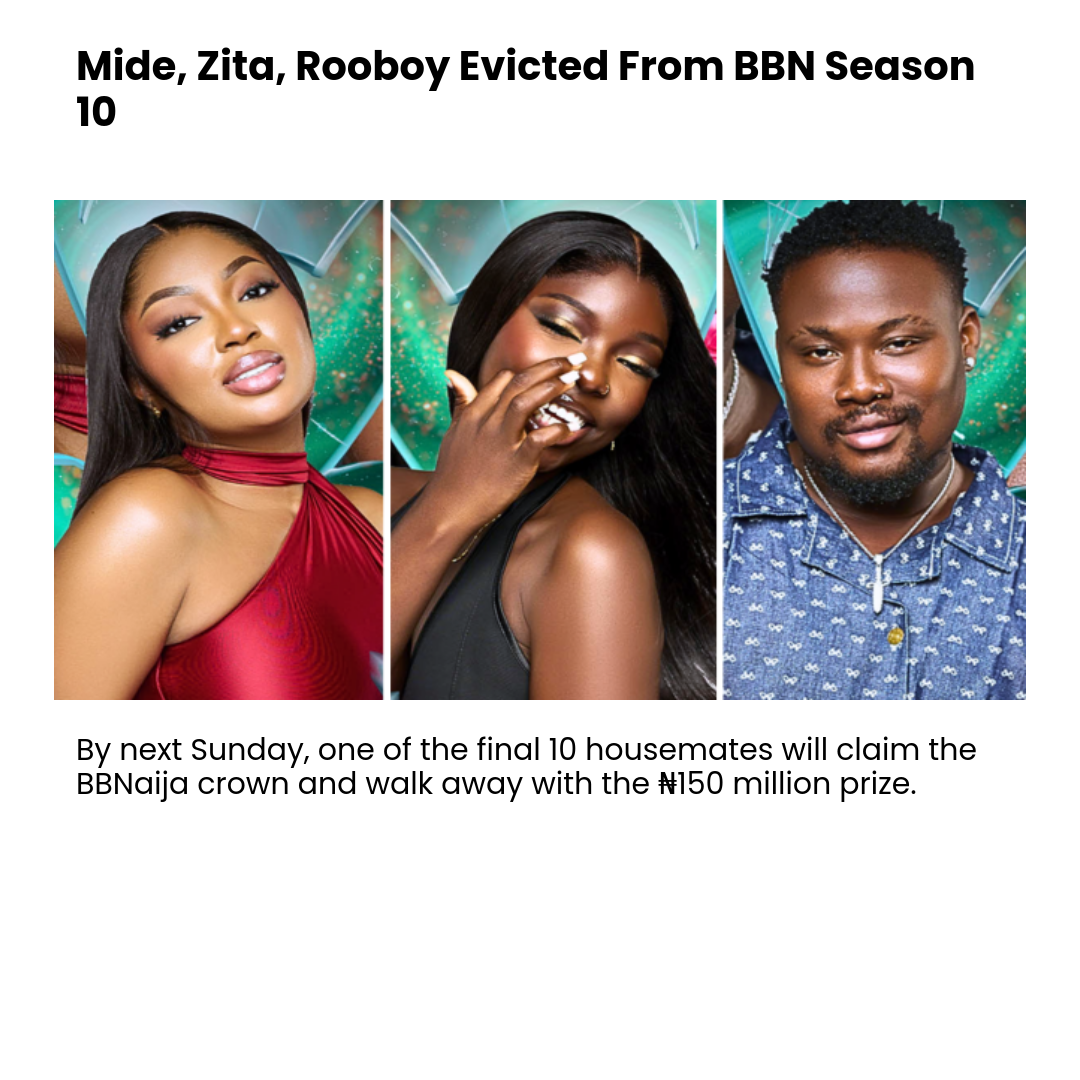 Mide, Zita, Rooboy Evicted From BBN Season
10
By next Sunday, one of the final 10 housemates will claim the
BBNaija crown and walk away with the ₦150 million prize.